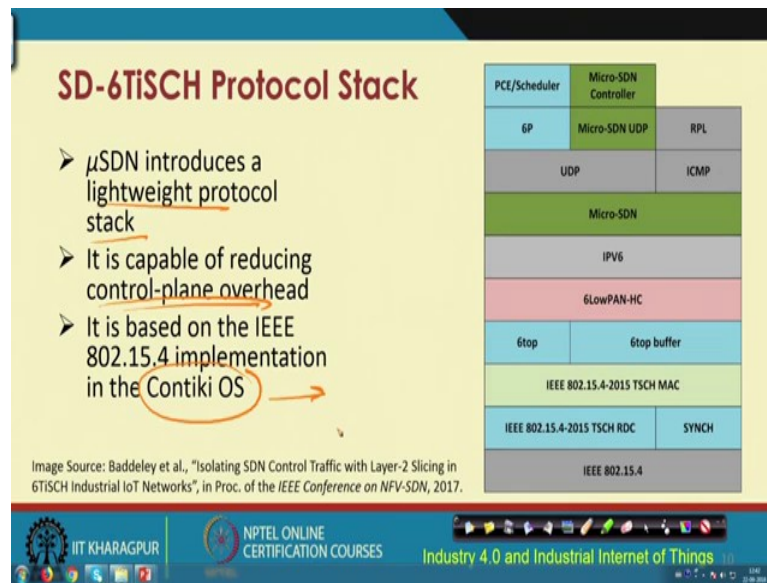 SD-6TiSCH Protocol Stack
➢ µSDN introduces a
lightweight protocol
stack
➢ It is capable of reducing
control-plane overhead
➢ It is based on the IEEE
802.15.4 implementation
in the Contiki OS
PCE/Scheduler
Micro-SDN
Controller
6P
Micro-SDN UDP
RPL
UDP
ICMP
Micro-SDN
IPV6
6LowPAN-HC
6top
6top buffer
IEEE 802.15.4-2015 TSCH MAC
IEEE 802.15.4-2015 TSCH RDC
SYNCH
IEEE 802.15.4
Image Source: Baddeley et al., "Isolating SDN Control Traffic with Layer-2 Slicing in
6TiSCH Industrial IoT Networks", in Proc. of the IEEE Conference on NFV-SDN, 2017.
IIT KHARAGPUR
NPTEL ONLINE
CERTIFICATION COURSES
Industry 4.0 and Industrial Internet of Things
10